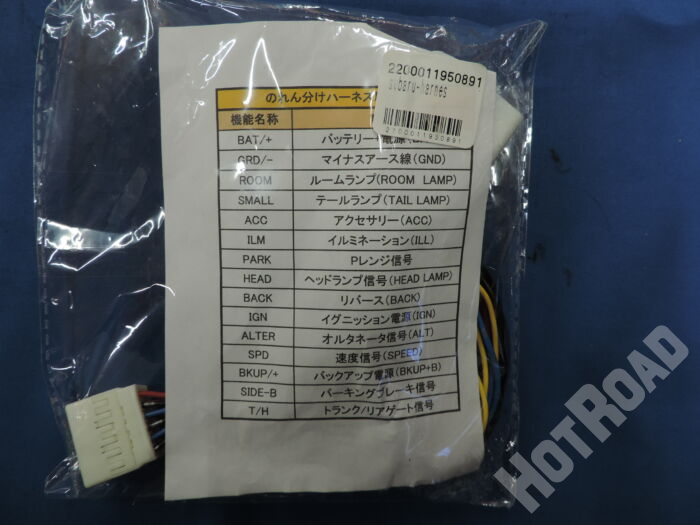 2200011950891
subaru-harnes
2200011950891
のれん分けハーネス
機能名称
BAT/+ バッテリー+電源
GRD/- マイナスアース線(GND)
ROOM ルームランプ(ROOM LAMP)
SMALL テールランプ(TAIL LAMP)
ACC アクセサリー(ACC)
ILM イルミネーション(ILL)
PARK Pレンジ信号
HEAD ヘッドランプ信号(HEAD LAMP)
BACK リバース(BACK)
IGN イグニッション電源(IGN)
ALTER オルタネータ信号(ALT)
SPD 速度信号(SPEED)
BKUP/+ バックアップ電源(BKUP+B)
SIDE-B パーキングブレーキ信号
T/H トランク/リアゲート信号
HOTROAD